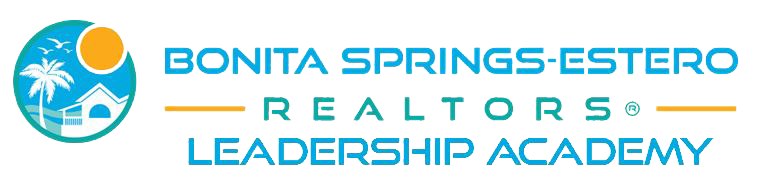 BONITA SPRINGS-ESTERO
REALTORS®
LEADERSHIP ACADEMY